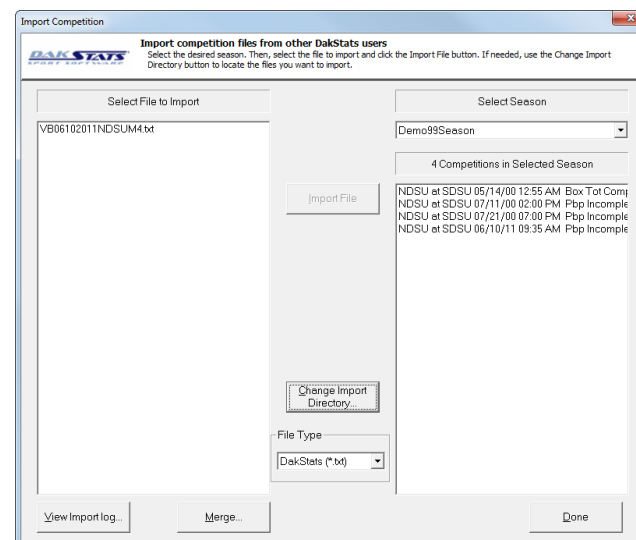 Import Competition
x
DAKSTATS
SPORT SOFTWARE
Import competition files from other DakStats users
Select the desired season. Then, select the file to import and click the Import File button. If needed, use the Change Import
Directory button to locate the files you want to import.
Select File to Import
Select Season
VB06102011NDSUM4.txt
Demo99Season
4 Competitions in Selected Season
Import File
NDSU at SDSU 05/14/00 12:55 AM Box Tot Comp
NDSU at SDSU 07/11/00 02:00 PM Pbp Incomple
NDSU at SDSU 07/21/00 07:00 PM Pbp Incomple
NDSU at SDSU 06/10/11 09:35 AM Pbp Incomple
Change Import
Directory...
File Type
DakStats (*.txt)
View Import log...
Merge...
Done